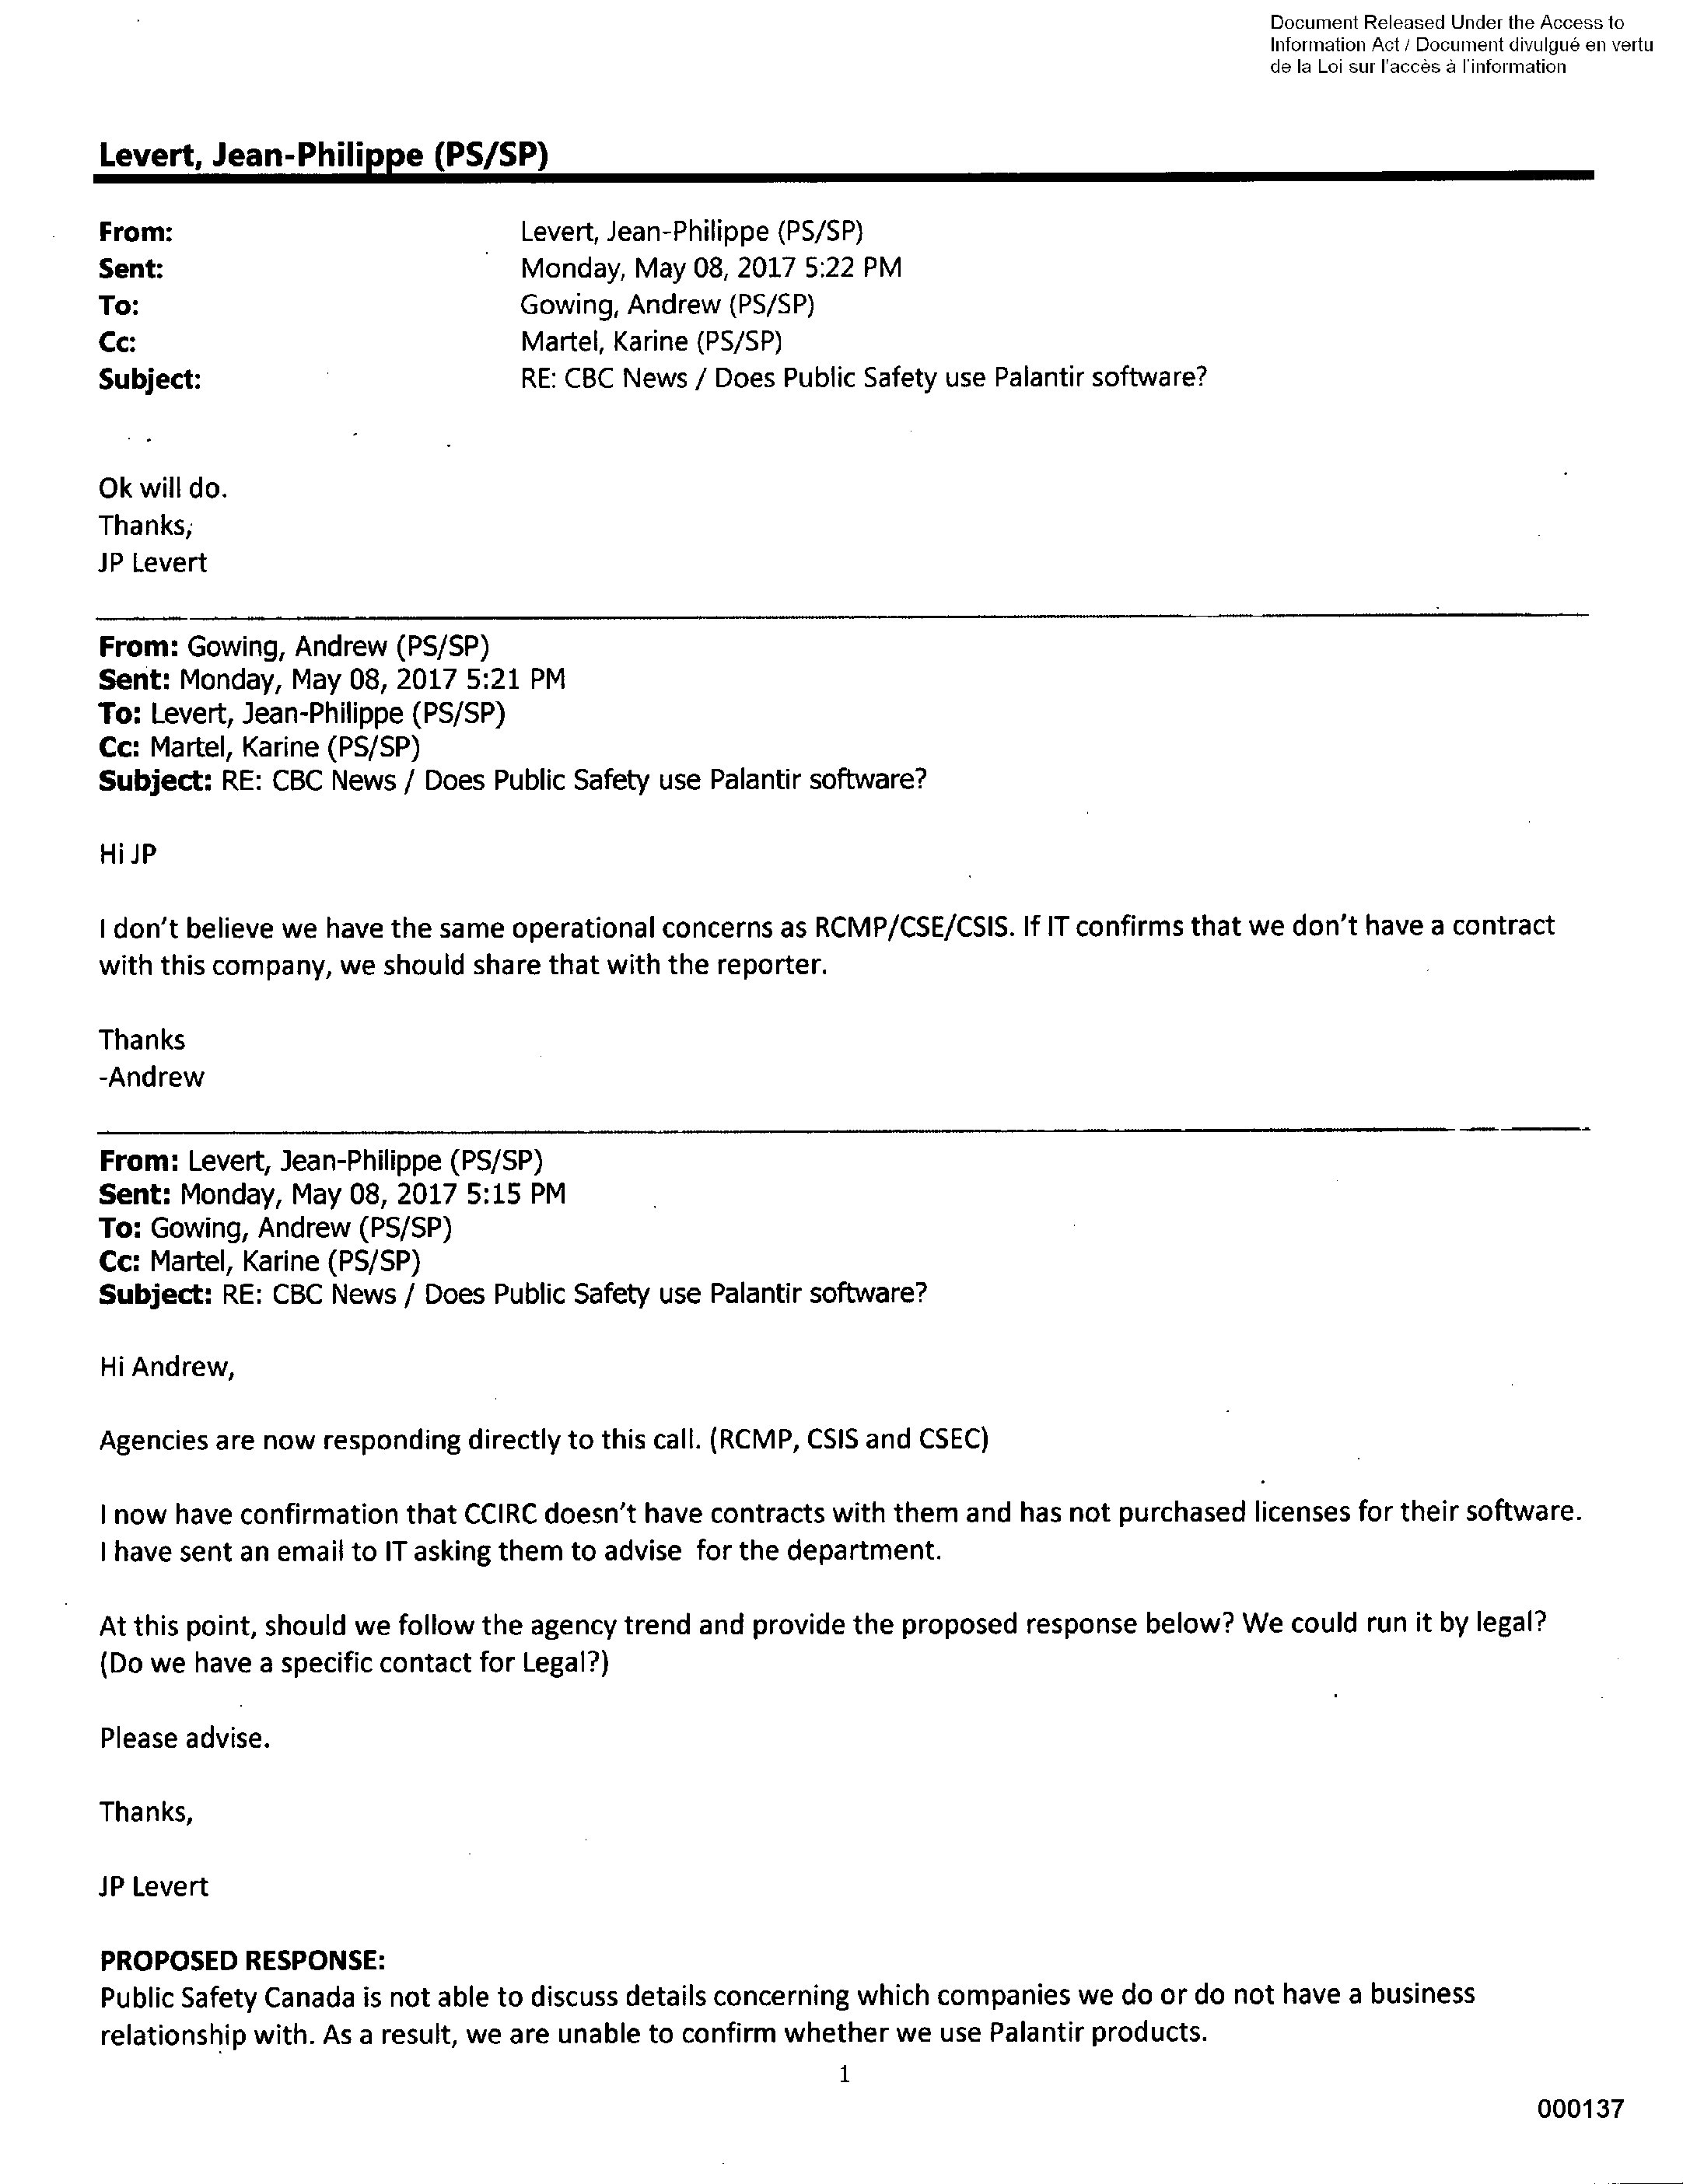 Document Released Under the Access to
Information Act / Document divulgué en vertu
de la Loi sur l'accès à l'information
Levert, Jean-Philippe (PS/SP)
From: Levert, Jean-Philippe (PS/SP)
Sent: Monday, May 08, 2017 5:22 PM
To: Gowing, Andrew (PS/SP)
Cc: Martel, Karine (PS/SP)
Subject: RE: CBC News / Does Public Safety use Palantir software?
Ok will do.
Thanks,
JP Levert
From: Gowing, Andrew (PS/SP)
Sent: Monday, May 08, 2017 5:21 PM
To: Levert, Jean-Philippe (PS/SP)
Cc: Martel, Karine (PS/SP)
Subject: RE: CBC News / Does Public Safety use Palantir software?
Hi JP
I don't believe we have the same operational concerns as RCMP/CSE/CSIS. If IT confirms that we don't have a contract
with this company, we should share that with the reporter.
Thanks
-Andrew
From: Levert, Jean-Philippe (PS/SP)
Sent: Monday, May 08, 2017 5:15 PM
To: Gowing, Andrew (PS/SP)
Cc: Martel, Karine (PS/SP)
Subject: RE: CBC News / Does Public Safety use Palantir software?
Hi Andrew,
Agencies are now responding directly to this call. (RCMP, CSIS and CSEC)
I now have confirmation that CCIRC doesn't have contracts with them and has not purchased licenses for their software.
I have sent an email to IT asking them to advise for the department.
At this point, should we follow the agency trend and provide the proposed response below? We could run it by legal?
(Do we have a specific contact for Legal?)
Please advise.
Thanks,
JP Levert
PROPOSED RESPONSE:
Public Safety Canada is not able to discuss details concerning which companies we do or do not have a business
relationship with. As a result, we are unable to confirm whether we use Palantir products.
1
000137